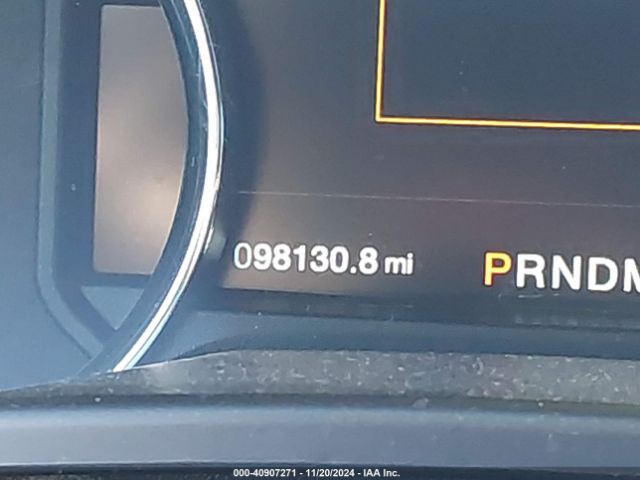 098130.8 mi
PRNDM
000-40907271 - 11/20/2024 - IAA Inc.